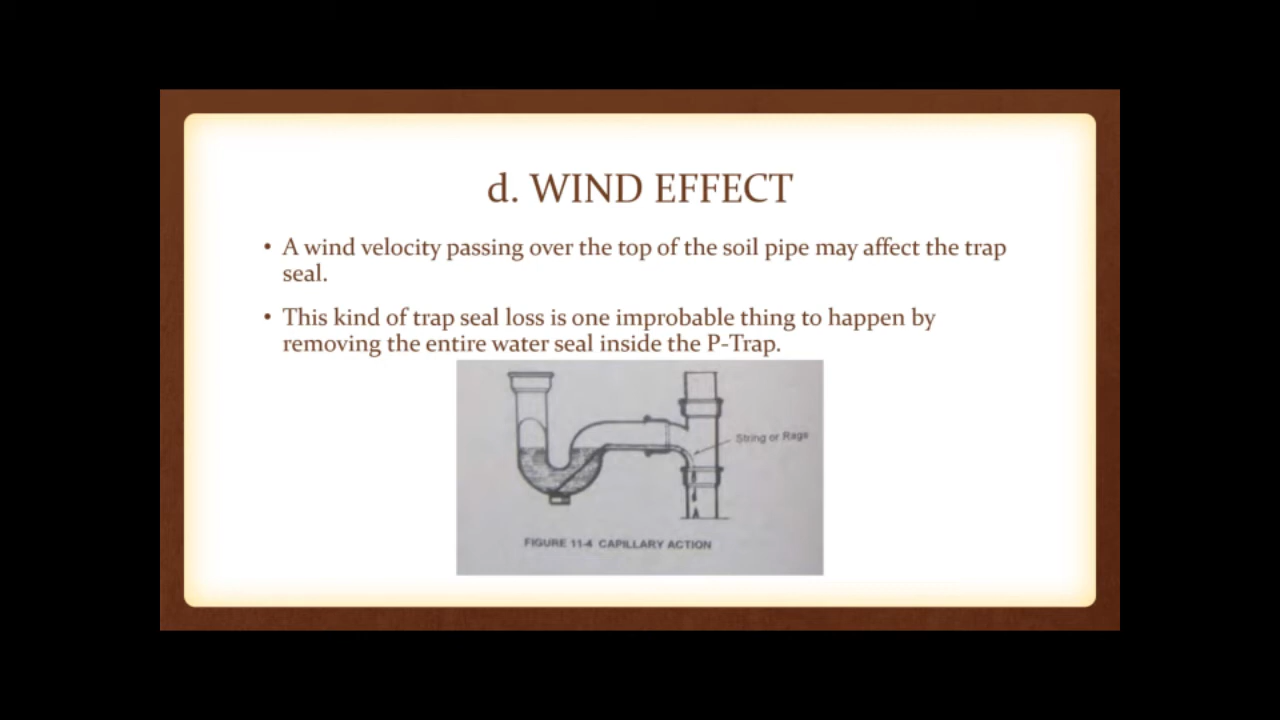 d. WIND EFFECT
• A wind velocity passing over the top of the soil pipe may affect the trap
seal.
• This kind of trap seal loss is one improbable thing to happen by
removing the entire water seal inside the P-Trap.
String or Rags
FIGURE 11-4 CAPILLARY ACTION